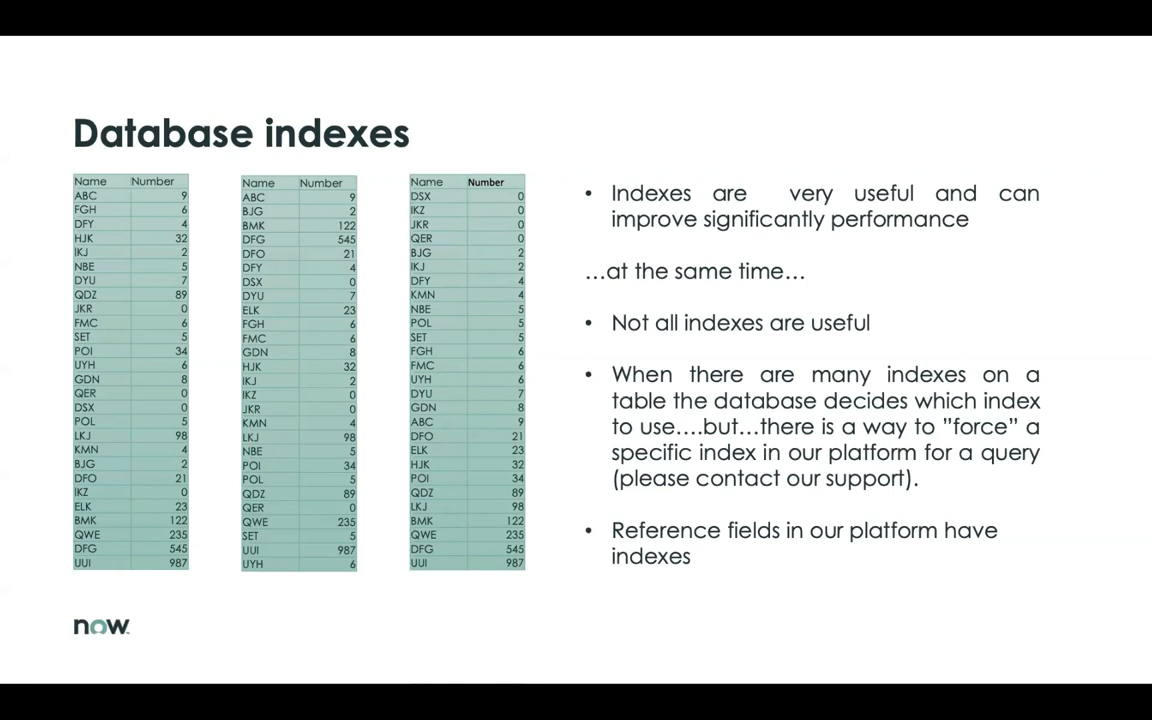 Database indexes
Name Number
ABC 9
FGH 6
DFY 4
HJK 32
IKJ 2
NBE 5
DYU 7
QDZ 89
JKR 0
FMC 6
SET 5
POI 34
UYH 6
GDN 8
QER 0
DSX 0
POL 5
LKJ 98
KMN 4
BJG 2
DFO 21
IKZ 0
ELK 23
BMK 122
QWE 235
DFG 545
UUI 987
Name Number
ABC 9
BJG 2
BMK 122
DFG 545
DFO 21
DFY 4
DSX 0
DYU 7
ELK 23
FGH 6
FMC 6
GDN 8
HJK 32
IKJ 2
IKZ 0
JKR 0
KMN 4
LKJ 98
NBE 5
POI 34
POL 5
QDZ 89
QER 0
QWE 235
SET 5
UUI 987
UYH 6
Name Number
DSX 0
IKZ 0
JKR 0
QER 0
BJG 2
IKJ 2
DFY 4
KMN 4
NBE 5
POL 5
SET 5
FGH 6
FMC 6
UYH 6
DYU 7
GDN 8
ABC 9
DFO 21
ELK 23
HJK 32
POI 34
QDZ 89
LKJ 98
BMK 122
QWE 235
DFG 545
UUI 987
• Indexes are very useful and can
improve significantly performance
…at the same time…
• Not all indexes are useful
• When there are many indexes on a
table the database decides which index
to use….but…there is a way to ”force” a
specific index in our platform for a query
(please contact our support).
• Reference fields in our platform have
indexes
now